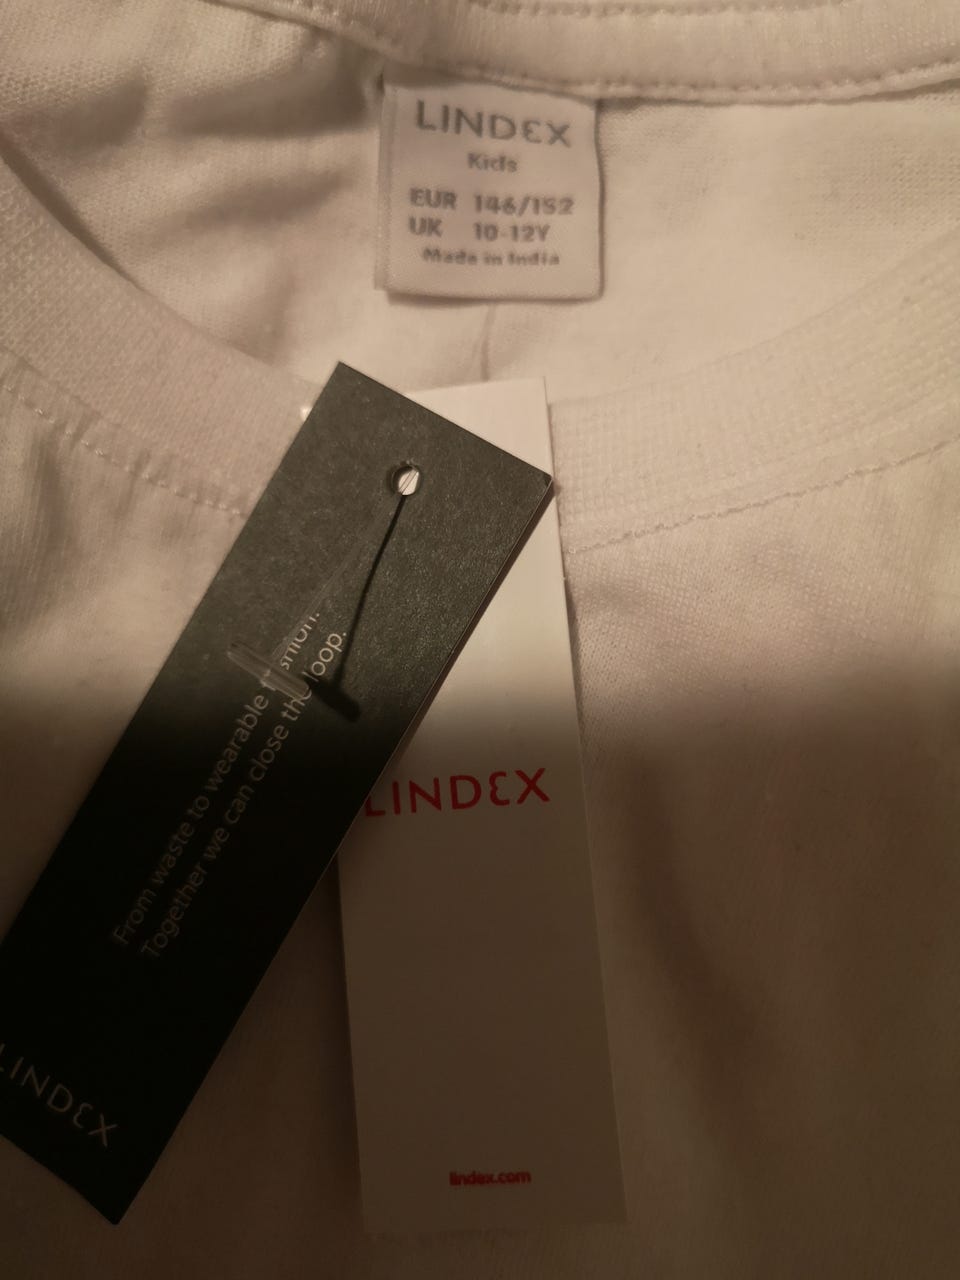 LINDEX
Kids
EUR 146/152
UK 10-12Y
Made in India
From waste to wearable
Together we can close the loop.
LINDEX
LINDEX
lindex.com